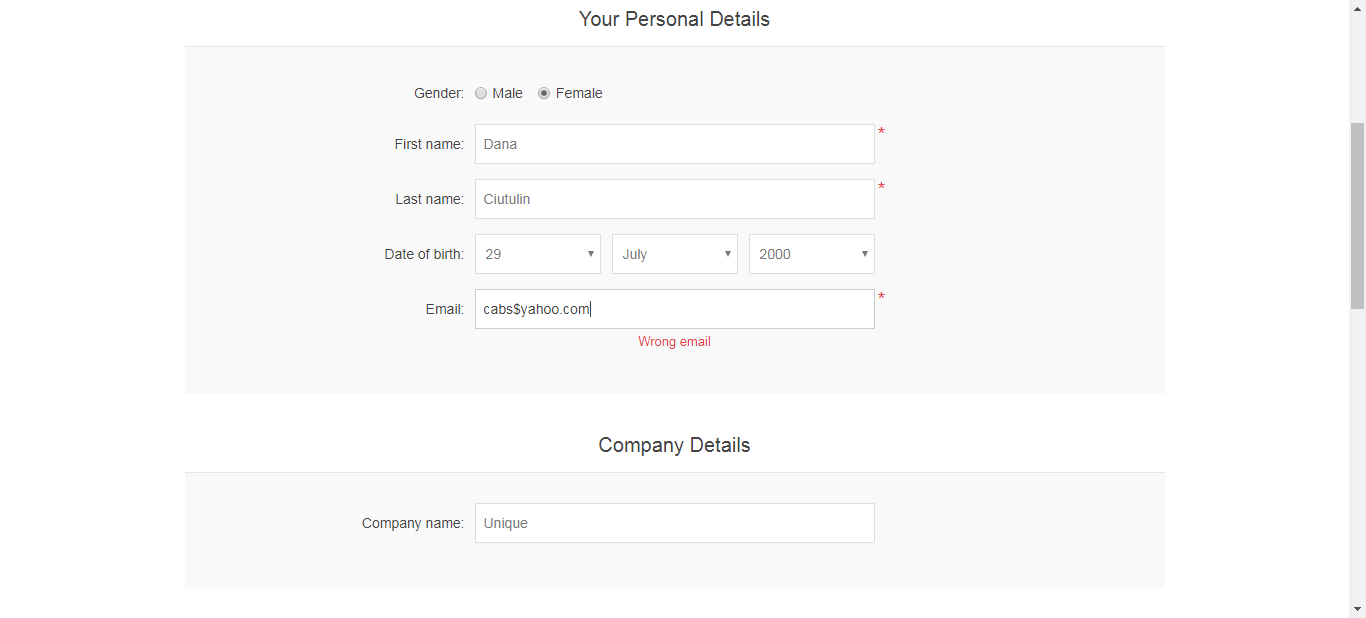 Your Personal Details
Gender: Male Female
First name: Dana *
Last name: Ciutulin *
Date of birth: 29 July 2000
Email: cabs$yahoo.com *
Wrong email
Company Details
Company name: Unique